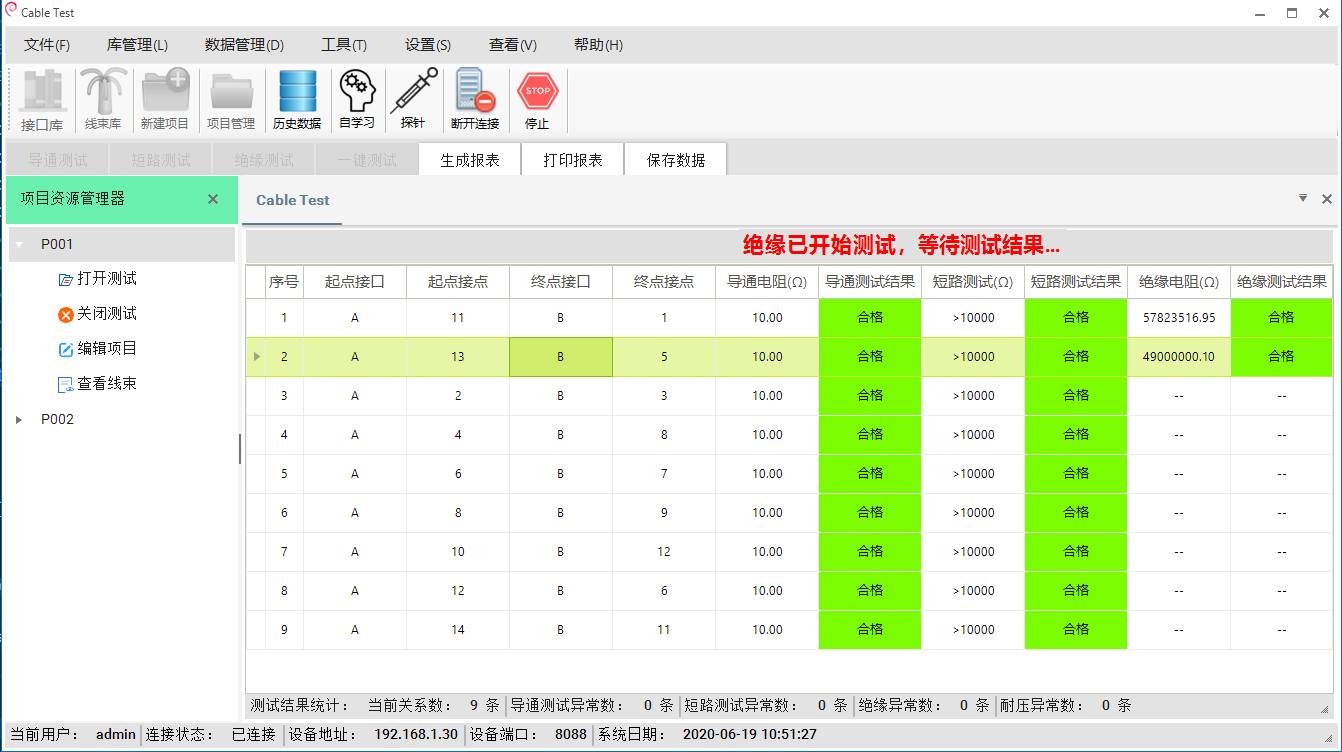 Cable Test
文件(F) 库管理(L) 数据管理(D) 工具(T) 设置(S) 查看(V) 帮助(H)
STOP
接口库 线束库 新建项目 项目管理 历史数据 自学习 探针 断开连接 停止
导通测试 短路测试 绝缘测试 一键测试 生成报表 打印报表 保存数据
项目资源管理器
P001
打开测试
关闭测试
编辑项目
查看线束
P002
Cable Test
绝缘已开始测试，等待测试结果...
序号 起点接口 起点接点 终点接口 终点接点 导通电阻(Ω) 导通测试结果 短路测试(Ω) 短路测试结果 绝缘电阻(Ω) 绝缘测试结果
1 A 11 B 1 10.00 合格 >10000 合格 57823516.95 合格
2 A 13 B 5 10.00 合格 >10000 合格 49000000.10 合格
3 A 2 B 3 10.00 合格 >10000 合格 -- --
4 A 4 B 8 10.00 合格 >10000 合格 -- --
5 A 6 B 7 10.00 合格 >10000 合格 -- --
6 A 8 B 9 10.00 合格 >10000 合格 -- --
7 A 10 B 12 10.00 合格 >10000 合格 -- --
8 A 12 B 6 10.00 合格 >10000 合格 -- --
9 A 14 B 11 10.00 合格 >10000 合格 -- --
测试结果统计： 当前关系数： 9 条 导通测试异常数： 0 条 短路测试异常数： 0 条 绝缘异常数： 0 条 耐压异常数： 0 条
当前用户： admin 连接状态： 已连接 设备地址： 192.168.1.30 设备端口： 8088 系统日期： 2020-06-19 10:51:27